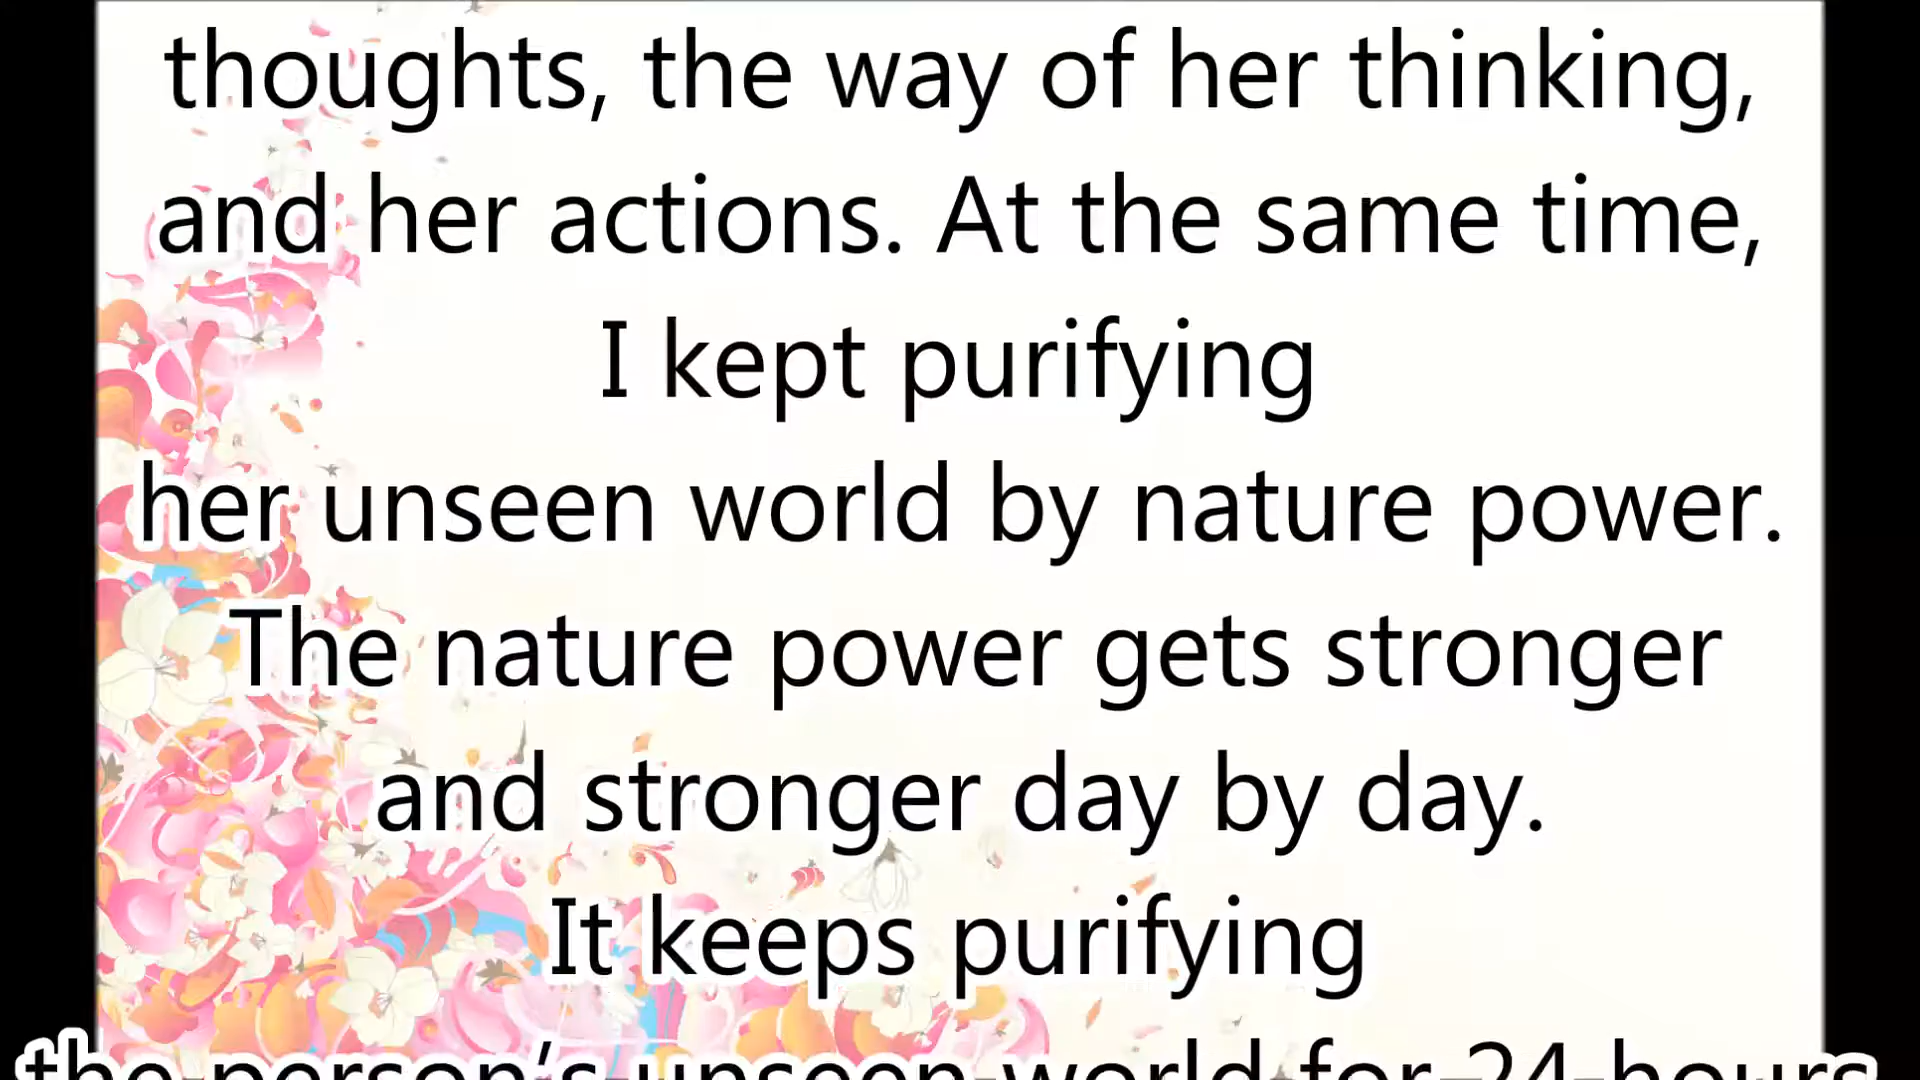 thoughts, the way of her thinking,
and her actions. At the same time,
I kept purifying
her unseen world by nature power.
The nature power gets stronger
and stronger day by day.
It keeps purifying
the person's unseen world for 24 hours